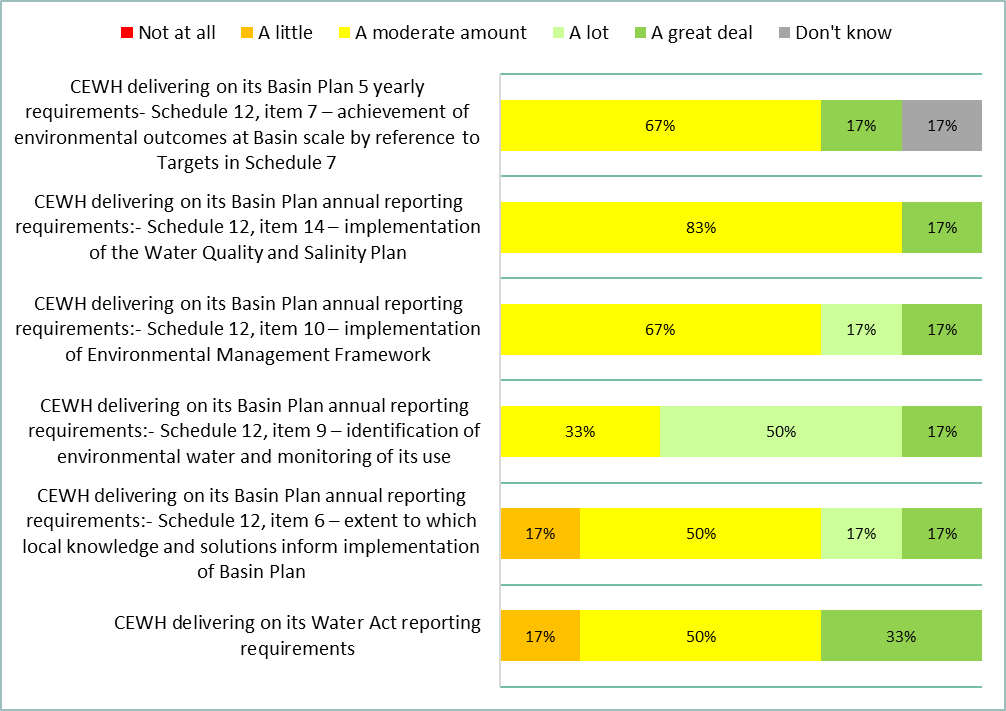 Not at all A little A moderate amount A lot A great deal Don't know
CEWH delivering on its Basin Plan 5 yearly
requirements- Schedule 12, item 7 – achievement of
environmental outcomes at Basin scale by reference to
Targets in Schedule 7
67% 17% 17%
CEWH delivering on its Basin Plan annual reporting
requirements:- Schedule 12, item 14 – implementation
of the Water Quality and Salinity Plan
83% 17%
CEWH delivering on its Basin Plan annual reporting
requirements:- Schedule 12, item 10 – implementation
of Environmental Management Framework
67% 17% 17%
CEWH delivering on its Basin Plan annual reporting
requirements:- Schedule 12, item 9 – identification of
environmental water and monitoring of its use
33% 50% 17%
CEWH delivering on its Basin Plan annual reporting
requirements:- Schedule 12, item 6 – extent to which
local knowledge and solutions inform implementation
of Basin Plan
17% 50% 17% 17%
CEWH delivering on its Water Act reporting
requirements
17% 50% 33%